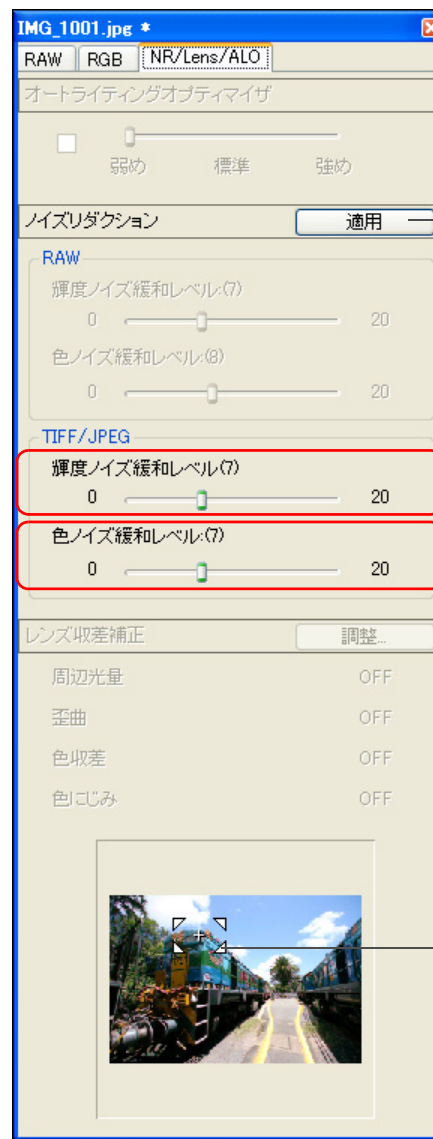 IMG_1001.jpg *
RAW RGB NR/Lens/ALO
オートライティングオプティマイザ
弱め 標準 強め
ノイズリダクション 適用
RAW
輝度ノイズ緩和レベル:(7)
0 20
色ノイズ緩和レベル:(8)
0 20
TIFF/JPEG
輝度ノイズ緩和レベル(7)
0 20
色ノイズ緩和レベル:(7)
0 20
レンズ収差補正 調整...
周辺光量 OFF
歪曲 OFF
色収差 OFF
色にじみ OFF